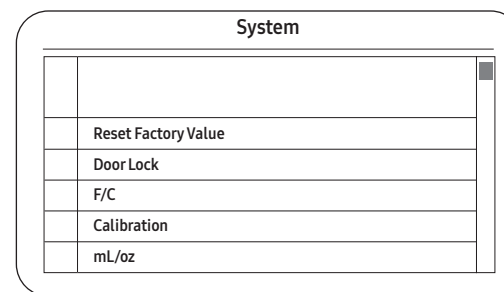 System
Reset Factory Value
Door Lock
F/C
Calibration
mL/oz